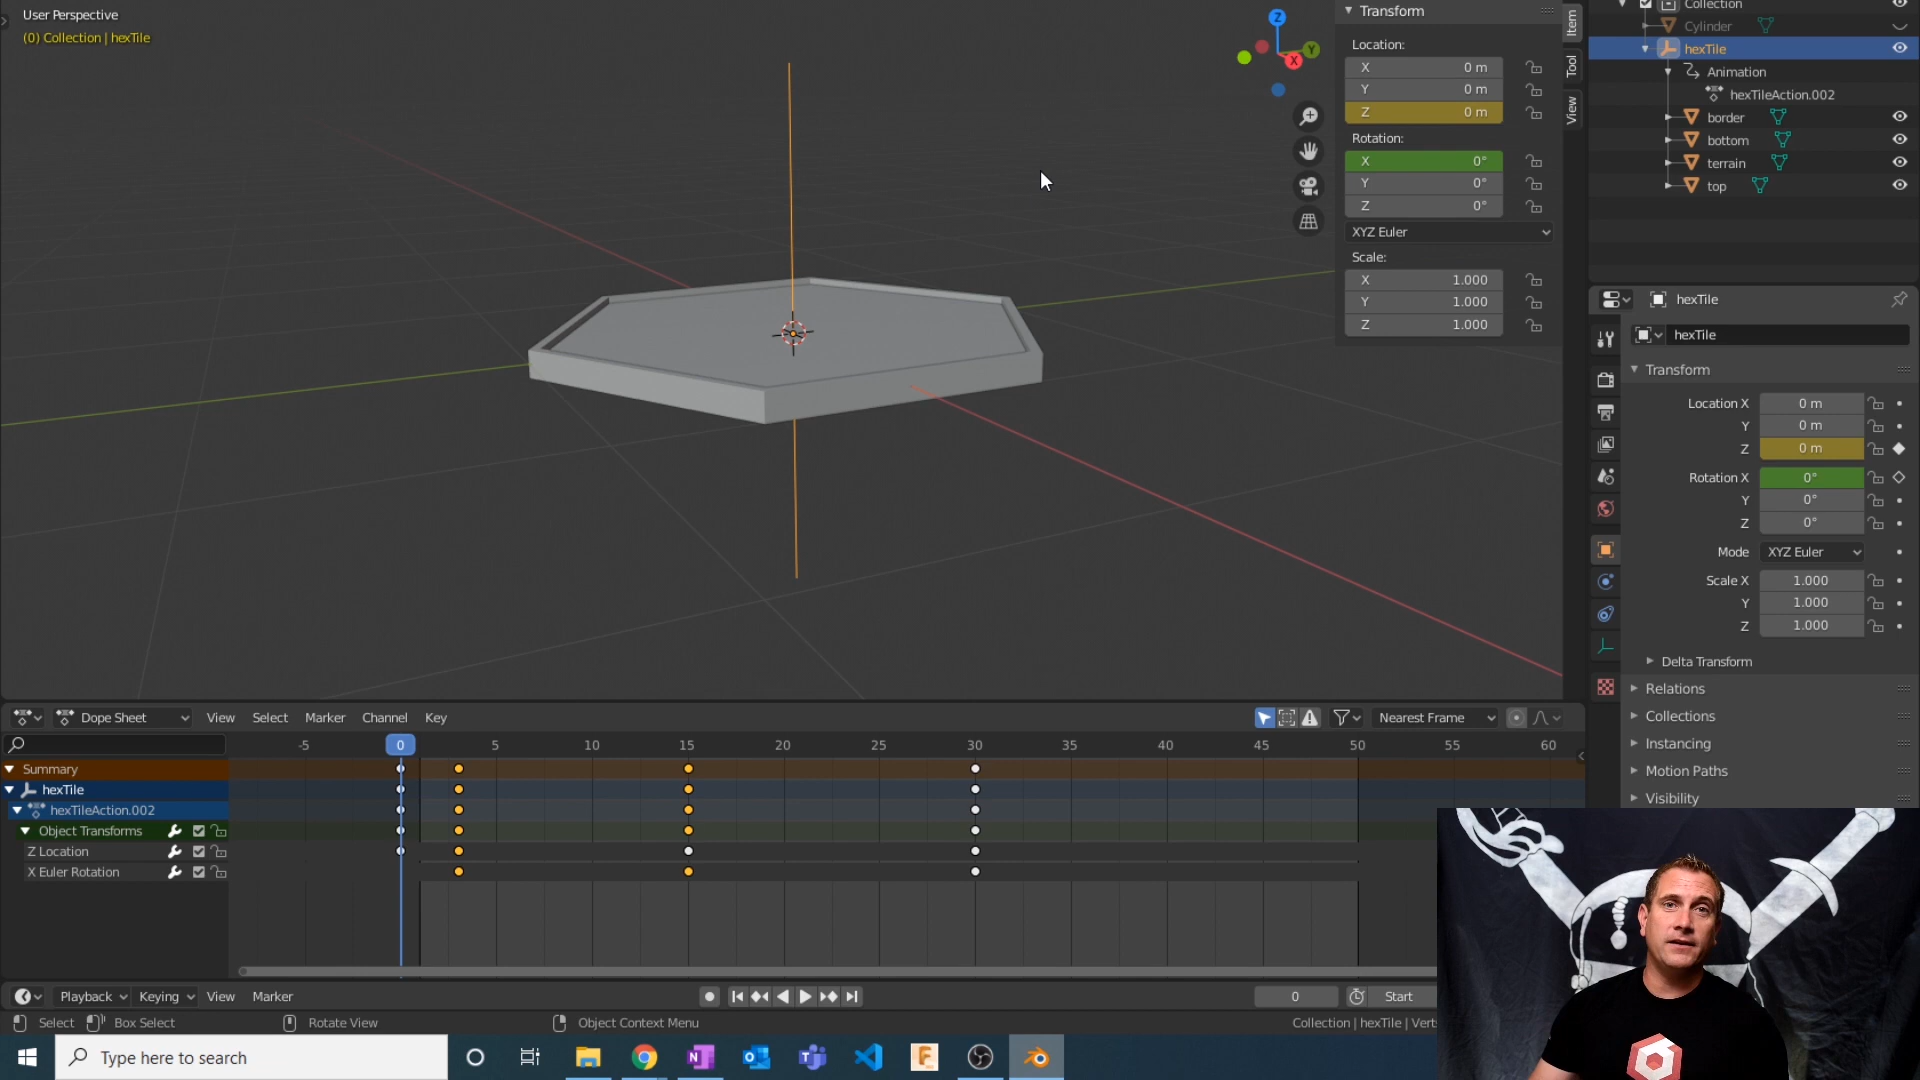 User Perspective
(0) Collection | hexTile
Z
Y
X
Transform
Location:
X 0 m
Y 0 m
Z 0 m
Rotation:
X 0°
Y 0°
Z 0°
XYZ Euler
Scale:
X 1.000
Y 1.000
Z 1.000
Item
Tool
View
Collection
Cylinder
hexTile
Animation
hexTileAction.002
border
bottom
terrain
top
hexTile
hexTile
Transform
Location X 0 m
Y 0 m
Z 0 m
Rotation X 0°
Y 0°
Z 0°
Mode XYZ Euler
Scale X 1.000
Y 1.000
Z 1.000
Delta Transform
Relations
Collections
Instancing
Motion Paths
Visibility
Dope Sheet View Select Marker Channel Key
Nearest Frame
-5 0 5 10 15 20 25 30 35 40 45 50 55 60
Summary
hexTile
hexTileAction.002
Object Transforms
Z Location
X Euler Rotation
Playback Keying View Marker
0 Start
Select Box Select Rotate View Object Context Menu
Collection | hexTile | Vert
Type here to search